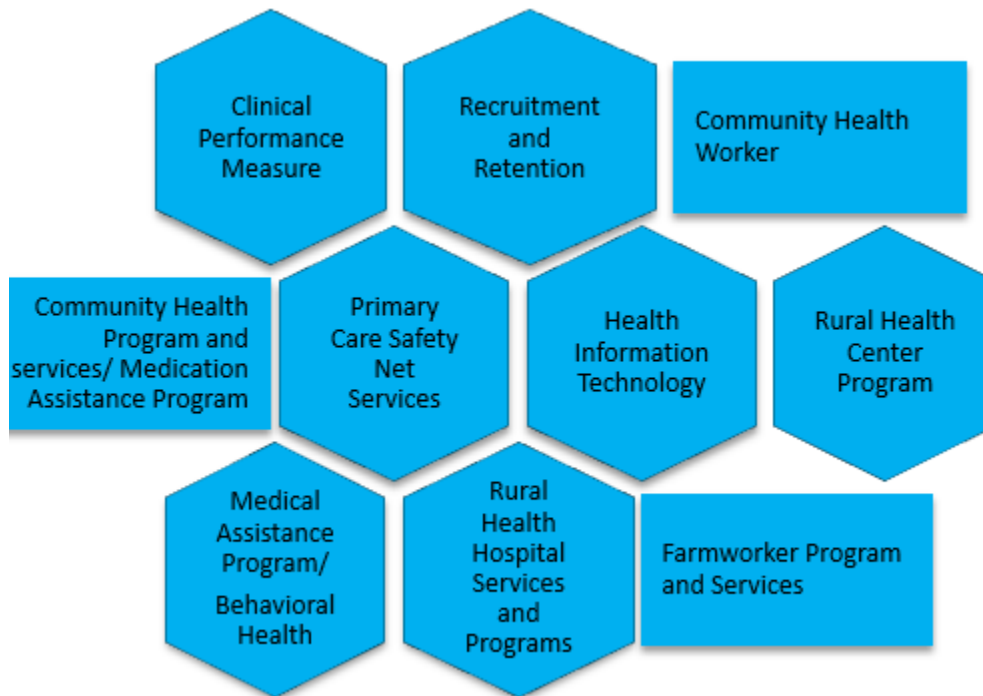 Clinical
Performance
Measure
Recruitment
and
Retention
Community Health
Worker
Community Health
Program and
services/ Medication
Assistance Program
Primary
Care Safety
Net
Services
Health
Information
Technology
Rural Health
Center
Program
Medical
Assistance
Program/
Behavioral
Health
Rural
Health
Hospital
Services
and
Programs
Farmworker Program
and Services